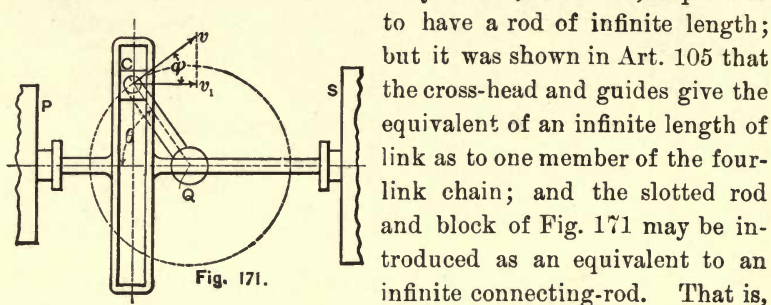 to have a rod of infinite length;
but it was shown in Art. 105 that
the cross-head and guides give the
equivalent of an infinite length of
link as to one member of the four-
link chain; and the slotted rod
and block of Fig. 171 may be in-
troduced as an equivalent to an
infinite connecting-rod. That is,
P
C
v
φ
v₁
S
θ
Q
Fig. 171.